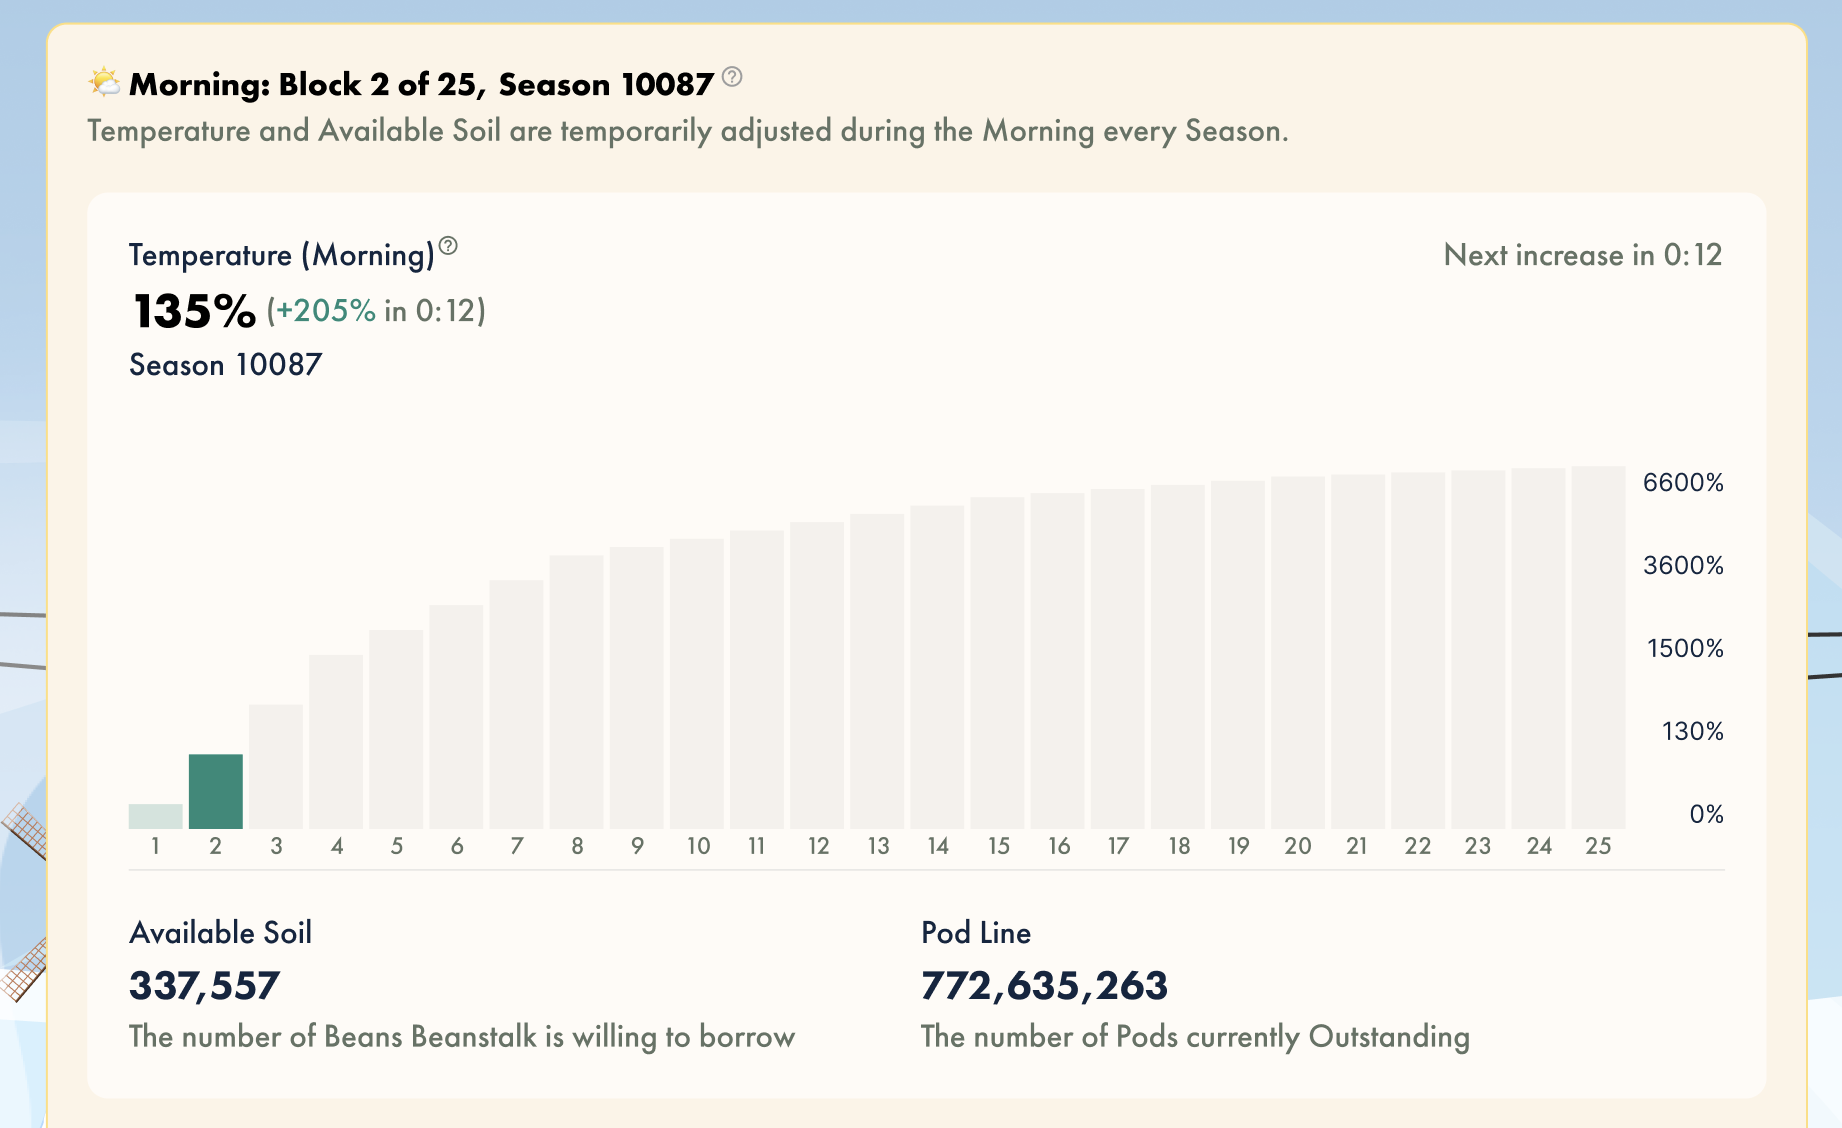 Morning: Block 2 of 25, Season 10087
Temperature and Available Soil are temporarily adjusted during the Morning every Season.
Temperature (Morning)
Next increase in 0:12
135% (+205% in 0:12)
Season 10087
6600%
3600%
1500%
130%
0%
1 2 3 4 5 6 7 8 9 10 11 12 13 14 15 16 17 18 19 20 21 22 23 24 25
Available Soil
337,557
The number of Beans Beanstalk is willing to borrow
Pod Line
772,635,263
The number of Pods currently Outstanding